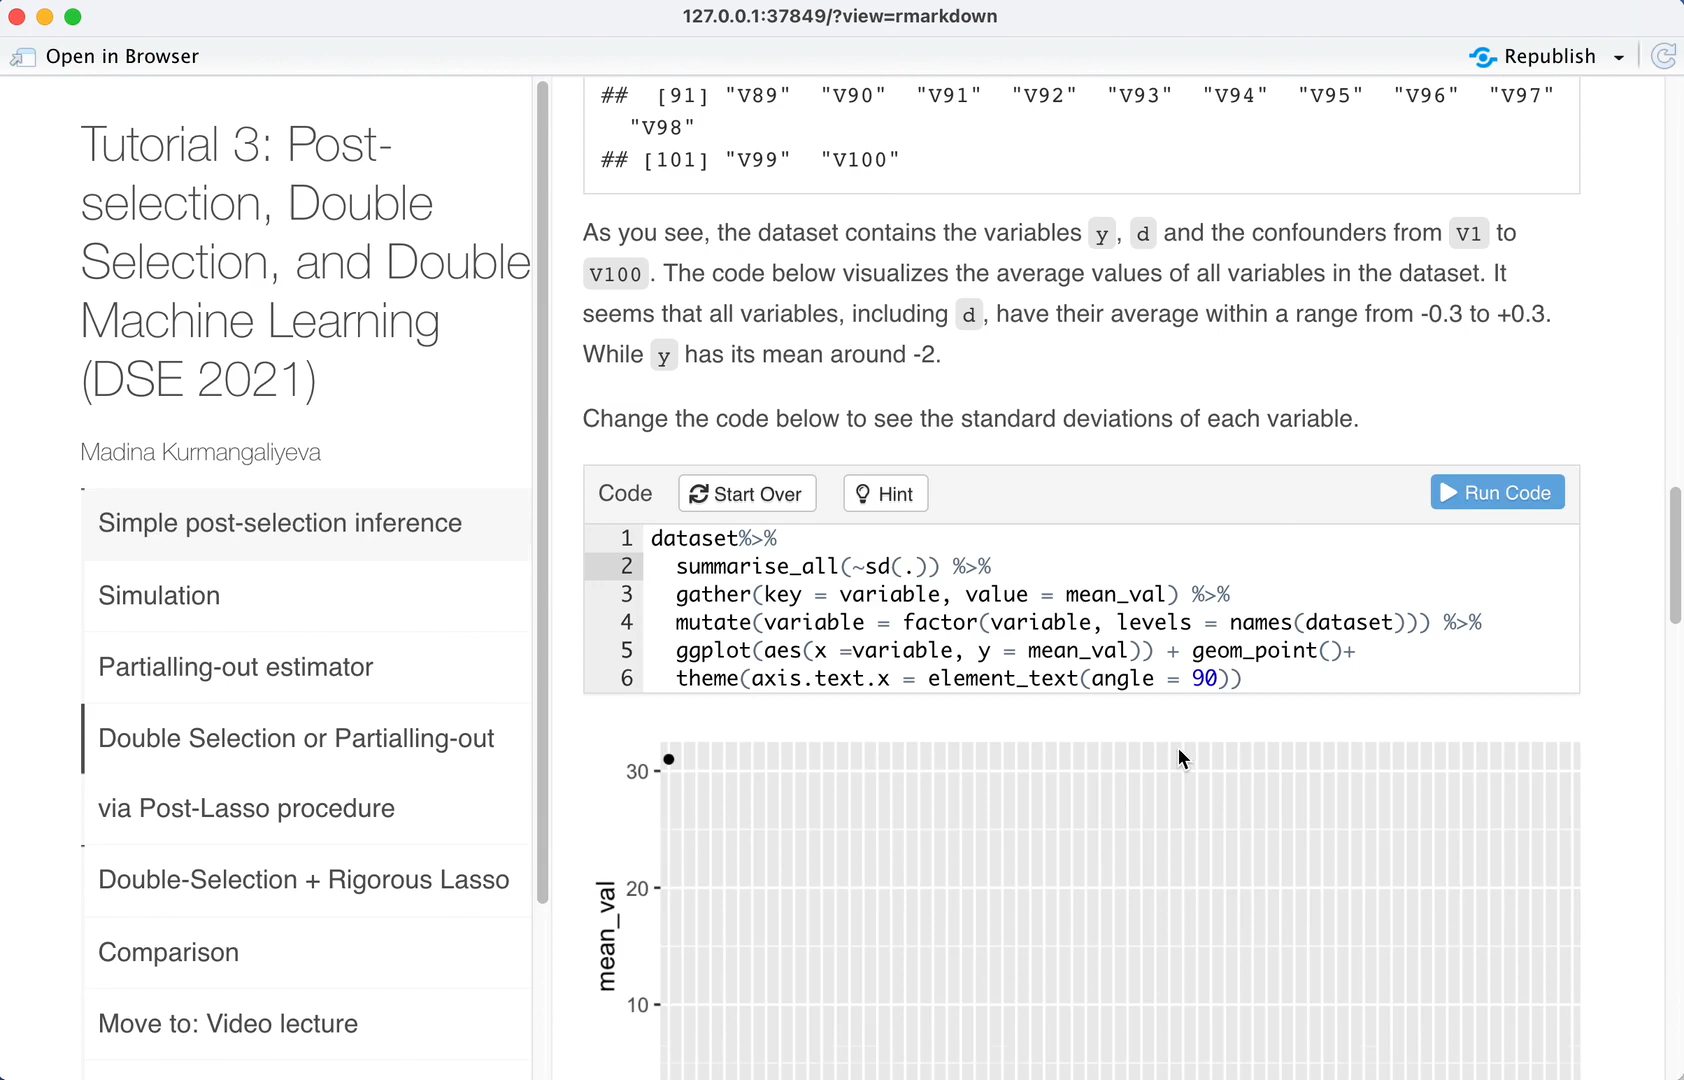 127.0.0.1:37849/?view=rmarkdown
Open in Browser
Republish
Tutorial 3: Post-
selection, Double
Selection, and Double
Machine Learning
(DSE 2021)
Madina Kurmangaliyeva
Simple post-selection inference
Simulation
Partialling-out estimator
Double Selection or Partialling-out
via Post-Lasso procedure
Double-Selection + Rigorous Lasso
Comparison
Move to: Video lecture
##  [91] "V89"  "V90"  "V91"  "V92"  "V93"  "V94"  "V95"  "V96"  "V97"
"V98"
## [101] "V99"  "V100"
As you see, the dataset contains the variables y, d and the confounders from V1 to
V100. The code below visualizes the average values of all variables in the dataset. It
seems that all variables, including d, have their average within a range from -0.3 to +0.3.
While y has its mean around -2.
Change the code below to see the standard deviations of each variable.
Code Start Over Hint Run Code
1 dataset%>%
2 summarise_all(~sd(.)) %>%
3 gather(key = variable, value = mean_val) %>%
4 mutate(variable = factor(variable, levels = names(dataset))) %>%
5 ggplot(aes(x =variable, y = mean_val)) + geom_point()+
6 theme(axis.text.x = element_text(angle = 90))
30
20
10
mean_val